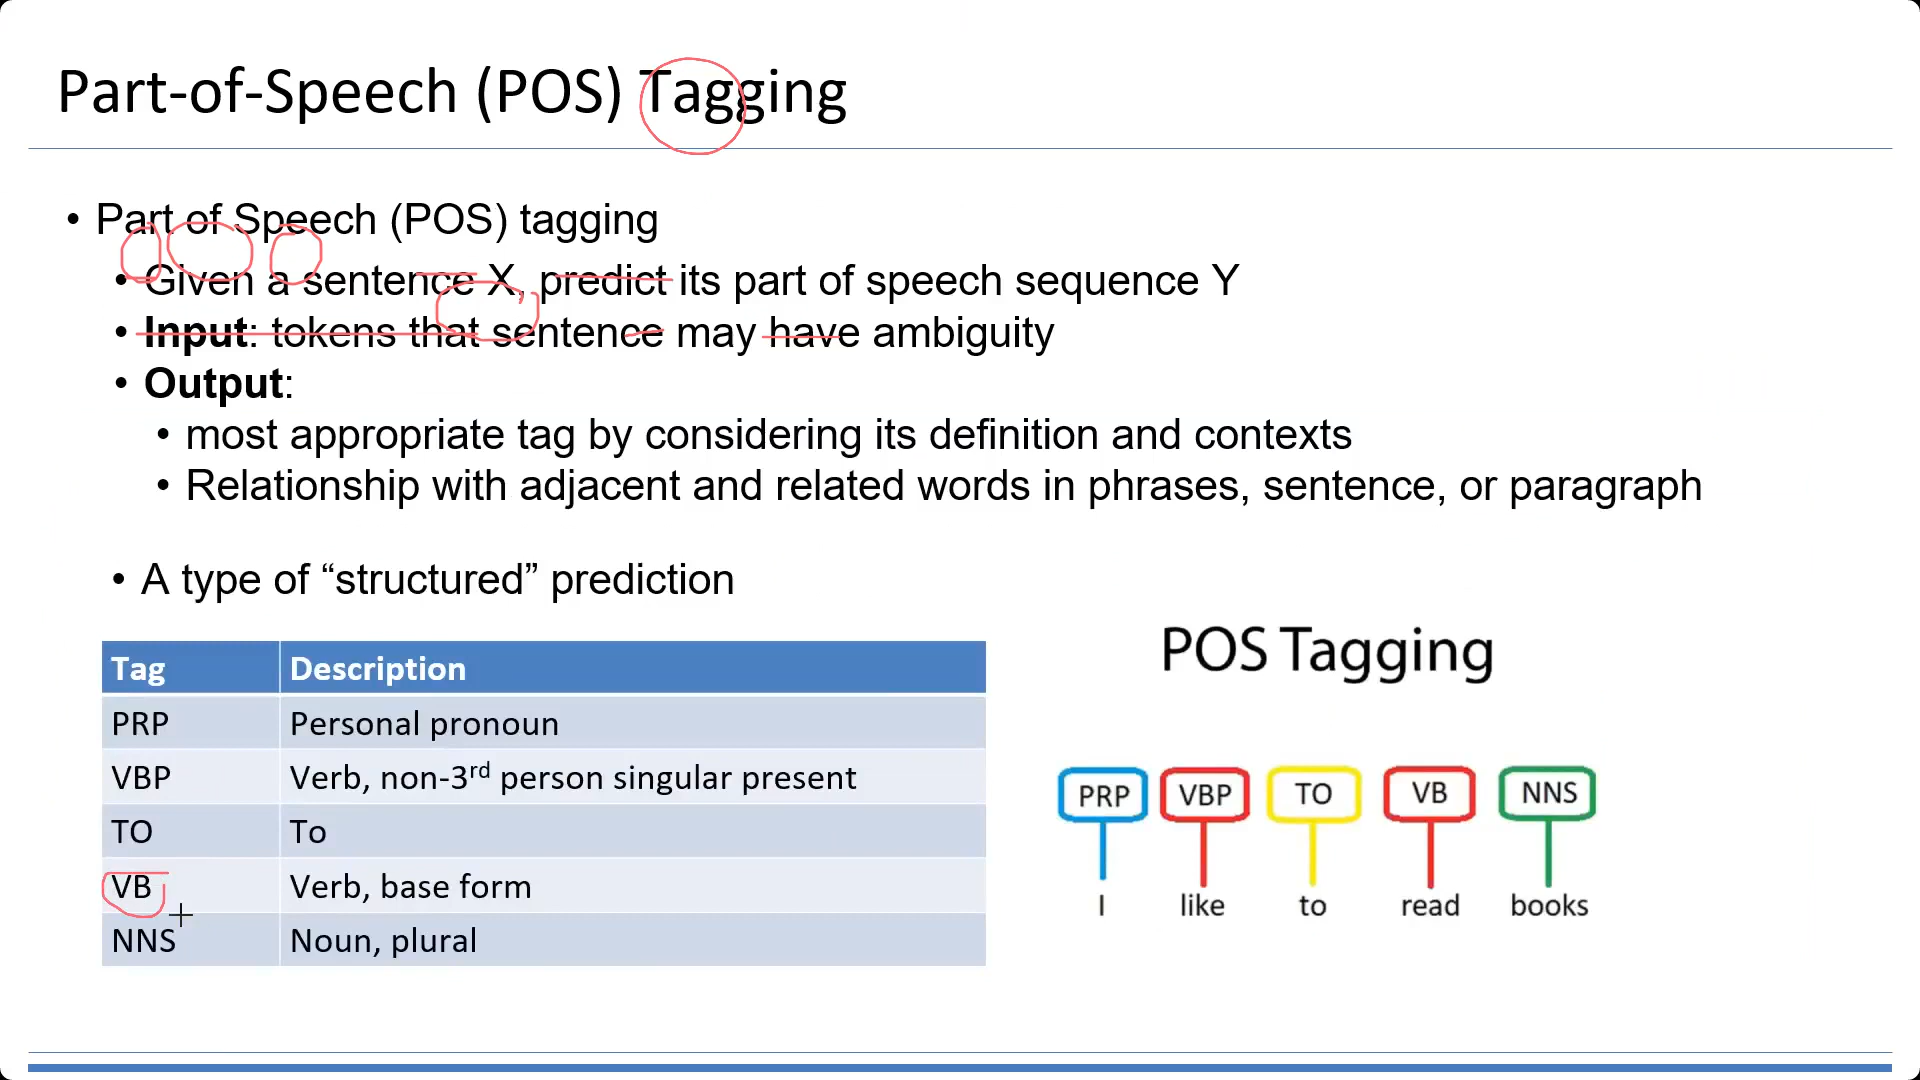 Part-of-Speech (POS) Tagging
• Part of Speech (POS) tagging
• Given a sentence X, predict its part of speech sequence Y
• Input: tokens that sentence may have ambiguity
• Output:
• most appropriate tag by considering its definition and contexts
• Relationship with adjacent and related words in phrases, sentence, or paragraph
• A type of “structured” prediction
Tag Description
PRP Personal pronoun
VBP Verb, non-3rd person singular present
TO To
VB Verb, base form
NNS Noun, plural
POS Tagging
PRP VBP TO VB NNS
I like to read books